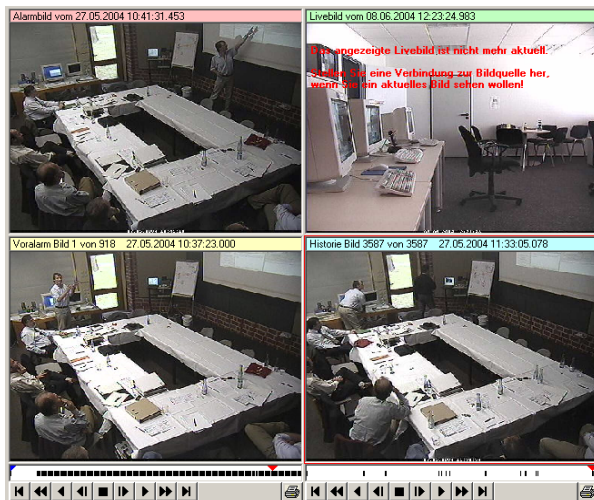 Alarmbild vom 27.05.2004 10:41:31.453
Livebild vom 08.06.2004 12:23:24.983
Das angezeigte Livebild ist nicht mehr aktuell.
Stellen Sie eine Verbindung zur Bildquelle her,
wenn Sie ein aktuelles Bild sehen wollen!
Voralarm Bild 1 von 918 27.05.2004 10:37:23.000
Historie Bild 3587 von 3587 27.05.2004 11:33:05.078